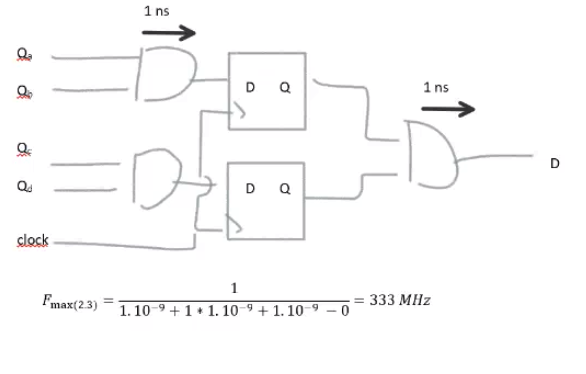 1 ns
Qa
Qb
D Q
1 ns
Qc
Qd
D Q
D
clock
F max(2.3) = 1 / 1.10⁻⁹ + 1 * 1.10⁻⁹ + 1.10⁻⁹ − 0 = 333 MHz